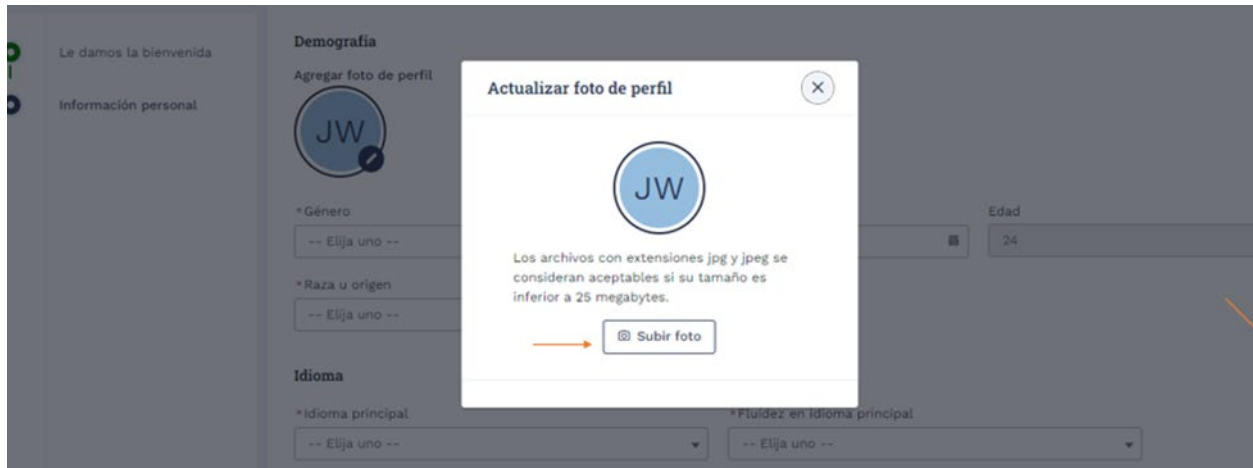 Le damos la bienvenida
Información personal
Demografía
Agregar foto de perfil
JW
*Género
-- Elija uno --
Edad
24
*Raza u origen
-- Elija uno --
Idioma
*Idioma principal
-- Elija uno --
*Fluidez en idioma principal
-- Elija uno --
Actualizar foto de perfil
JW
Los archivos con extensiones jpg y jpeg se
consideran aceptables si su tamaño es
inferior a 25 megabytes.
Subir foto